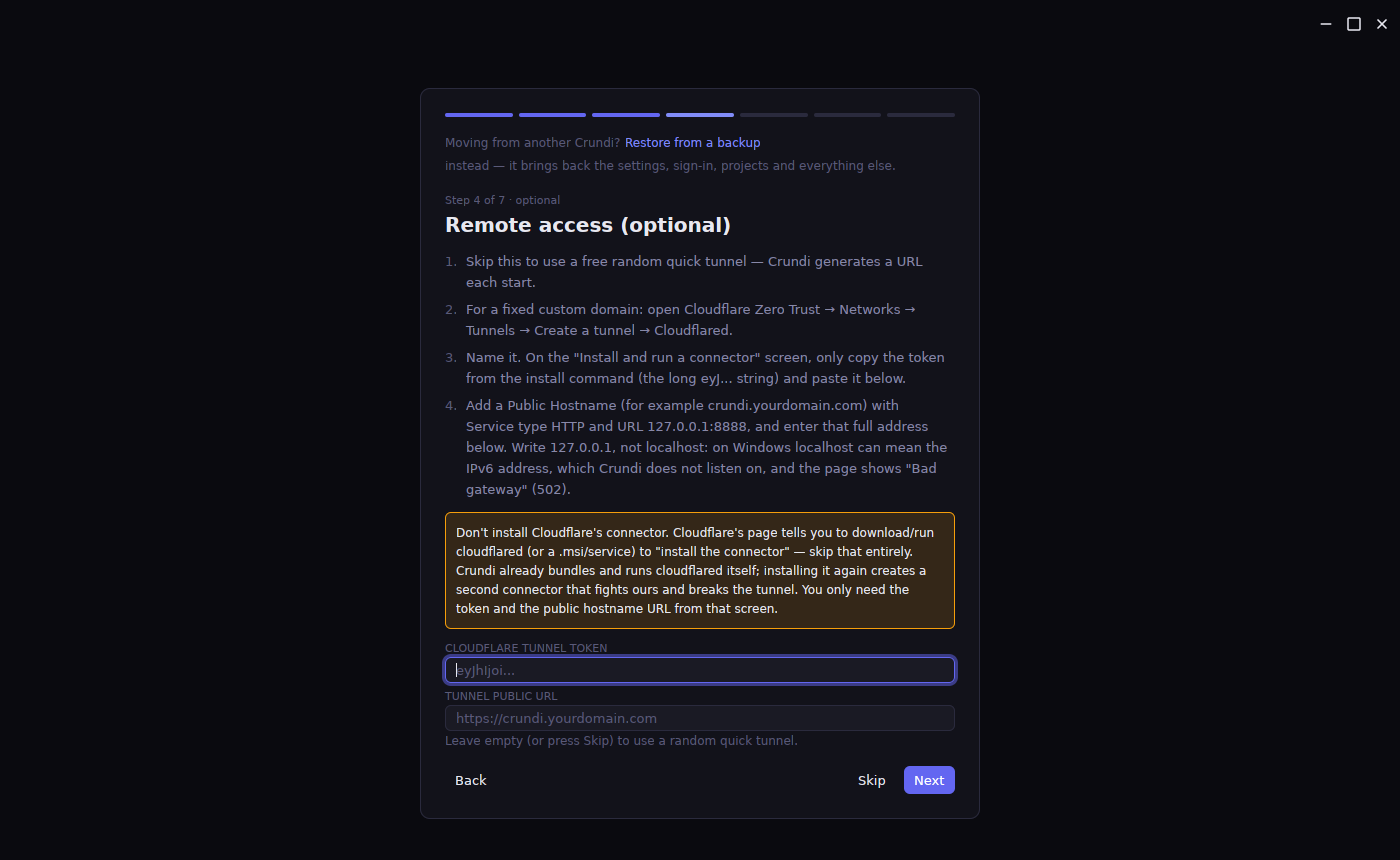 Moving from another Crundi? Restore from a backup
instead — it brings back the settings, sign-in, projects and everything else.
Step 4 of 7 · optional
Remote access (optional)
1. Skip this to use a free random quick tunnel — Crundi generates a URL
each start.
2. For a fixed custom domain: open Cloudflare Zero Trust → Networks →
Tunnels → Create a tunnel → Cloudflared.
3. Name it. On the "Install and run a connector" screen, only copy the token
from the install command (the long eyJ... string) and paste it below.
4. Add a Public Hostname (for example crundi.yourdomain.com) with
Service type HTTP and URL 127.0.0.1:8888, and enter that full address
below. Write 127.0.0.1, not localhost: on Windows localhost can mean the
IPv6 address, which Crundi does not listen on, and the page shows "Bad
gateway" (502).
Don't install Cloudflare's connector. Cloudflare's page tells you to download/run
cloudflared (or a .msi/service) to "install the connector" — skip that entirely.
Crundi already bundles and runs cloudflared itself; installing it again creates a
second connector that fights ours and breaks the tunnel. You only need the
token and the public hostname URL from that screen.
CLOUDFLARE TUNNEL TOKEN
eyJhIjoi...
TUNNEL PUBLIC URL
https://crundi.yourdomain.com
Leave empty (or press Skip) to use a random quick tunnel.
Back Skip Next